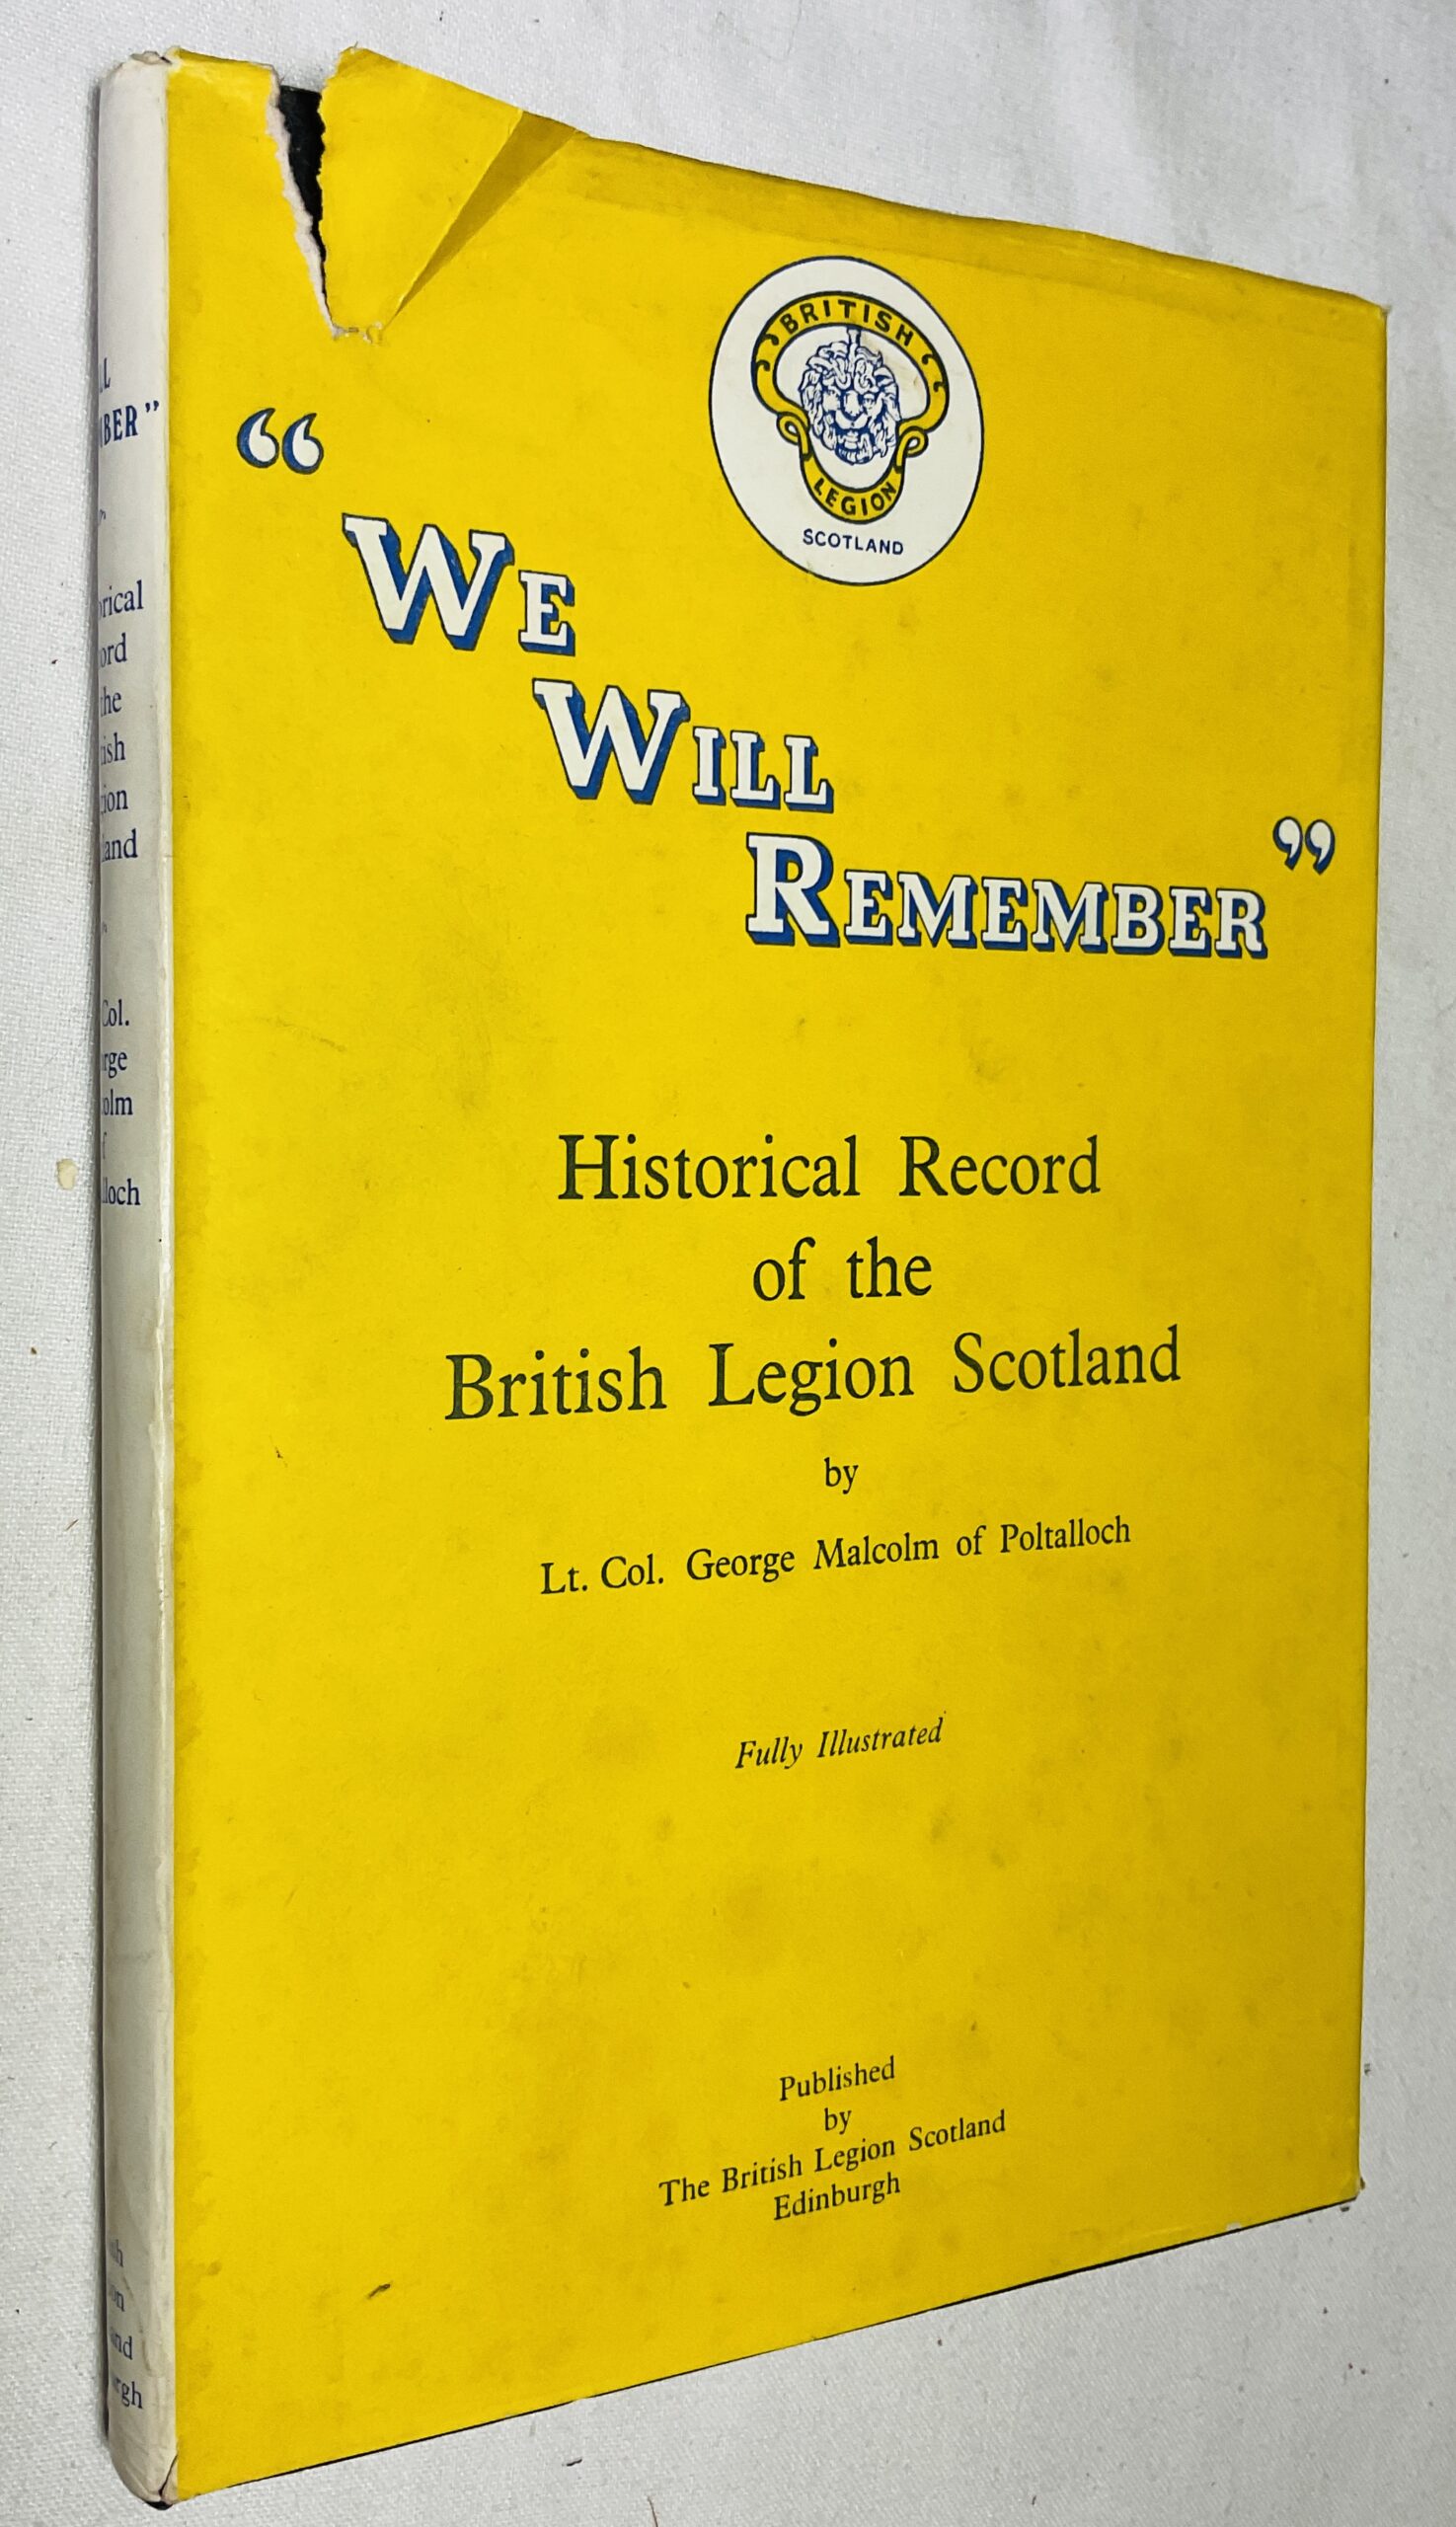 BRITISH
LEGION
SCOTLAND
“
WE
WILL
REMEMBER”
Historical Record
of the
British Legion Scotland
by
Lt. Col. George Malcolm of Poltalloch
Fully Illustrated
Published
by
The British Legion Scotland
Edinburgh